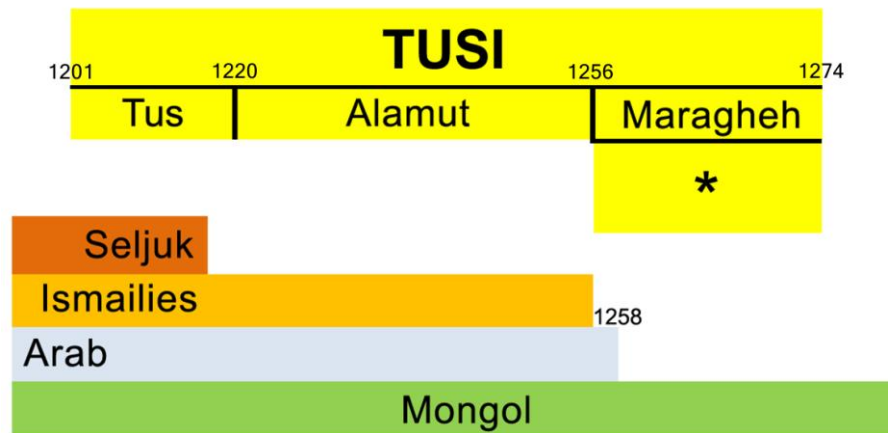 TUSI
1201 1220 1256 1274
Tus Alamut Maragheh
*
Seljuk
Ismailies
1258
Arab
Mongol